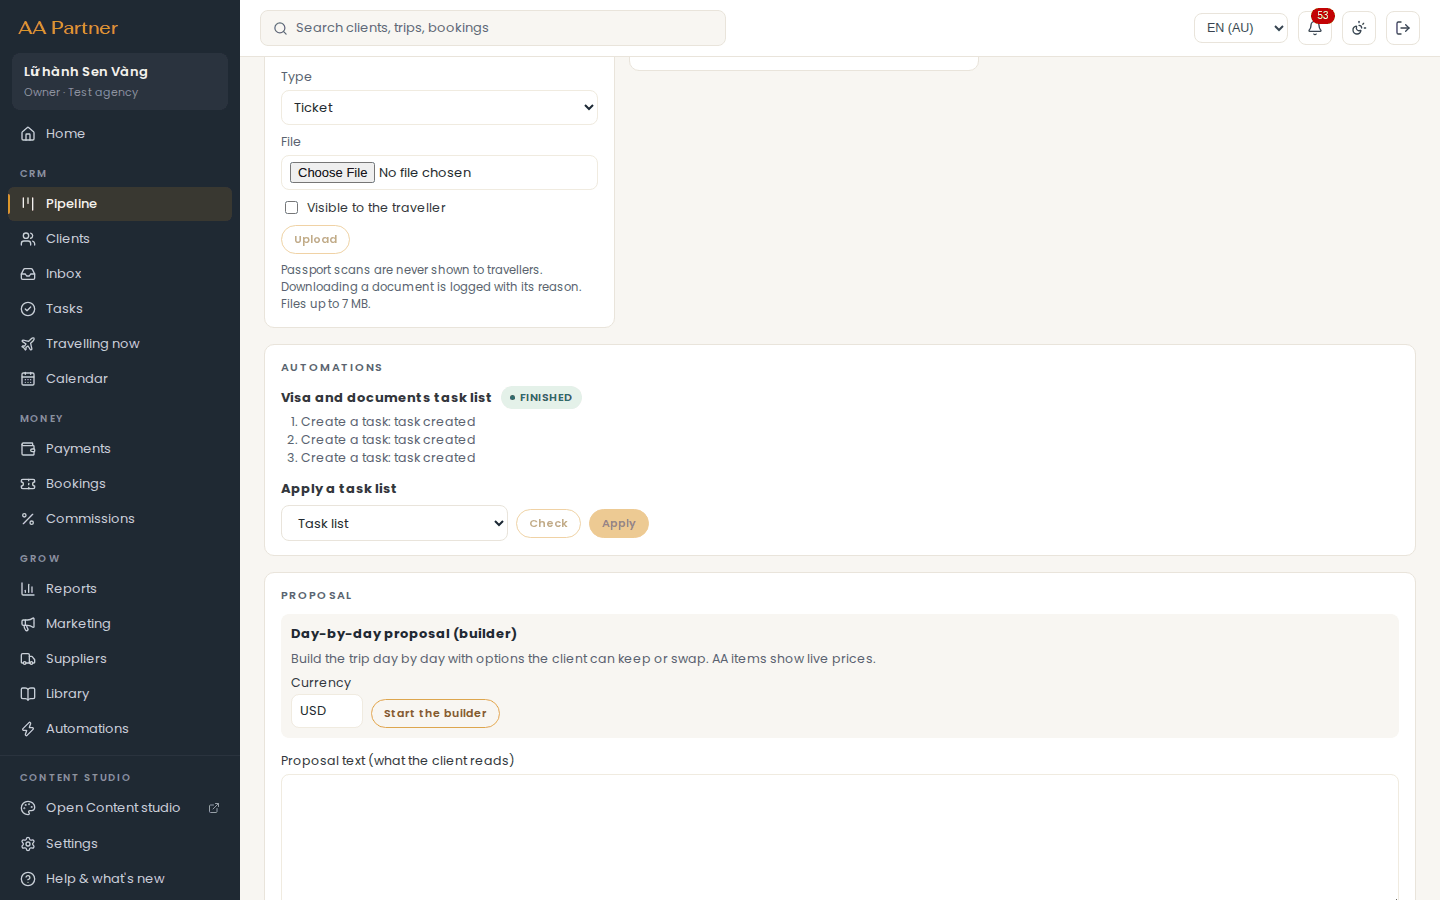 AA Partner
Lữ hành Sen Vàng
Owner · Test agency
Home
CRM
Pipeline
Clients
Inbox
Tasks
Travelling now
Calendar
MONEY
Payments
Bookings
Commissions
GROW
Reports
Marketing
Suppliers
Library
Automations
CONTENT STUDIO
Open Content studio
Settings
Help & what's new
Search clients, trips, bookings
EN (AU)
53
Type
Ticket
File
Choose File No file chosen
Visible to the traveller
Upload
Passport scans are never shown to travellers.
Downloading a document is logged with its reason.
Files up to 7 MB.
AUTOMATIONS
Visa and documents task list FINISHED
1. Create a task: task created
2. Create a task: task created
3. Create a task: task created
Apply a task list
Task list Check Apply
PROPOSAL
Day-by-day proposal (builder)
Build the trip day by day with options the client can keep or swap. AA items show live prices.
Currency
USD Start the builder
Proposal text (what the client reads)